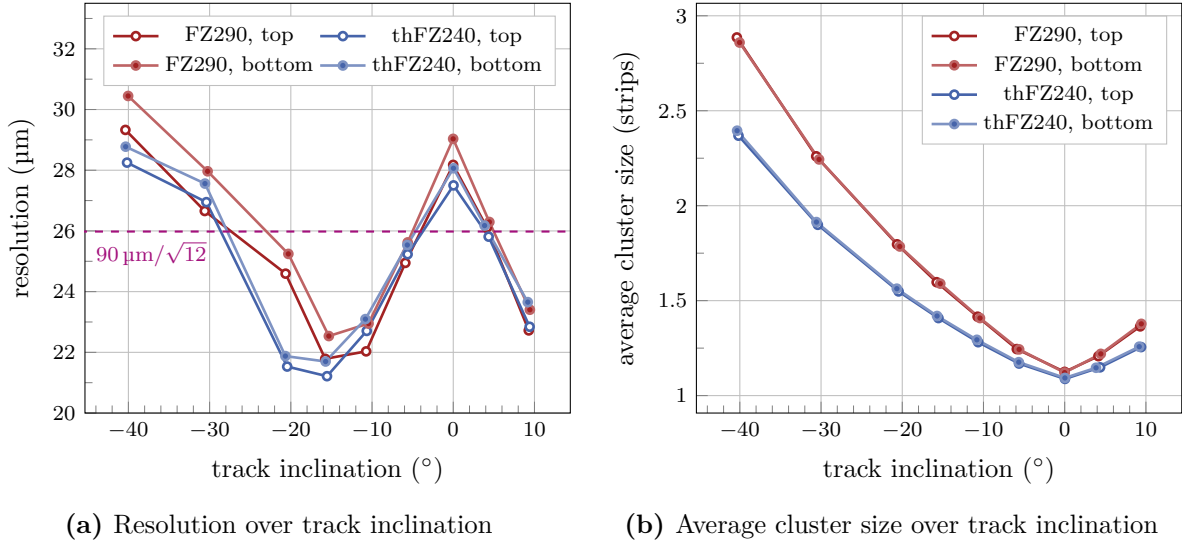 32
30
28
26
24
22
20
resolution (µm)
FZ290, top
thFZ240, top
FZ290, bottom
thFZ240, bottom
90 µm/√12
−40
−30
−20
−10
0
10
track inclination (°)
(a) Resolution over track inclination
3
2.5
2
1.5
1
average cluster size (strips)
FZ290, top
FZ290, bottom
thFZ240, top
thFZ240, bottom
−40
−30
−20
−10
0
10
track inclination (°)
(b) Average cluster size over track inclination